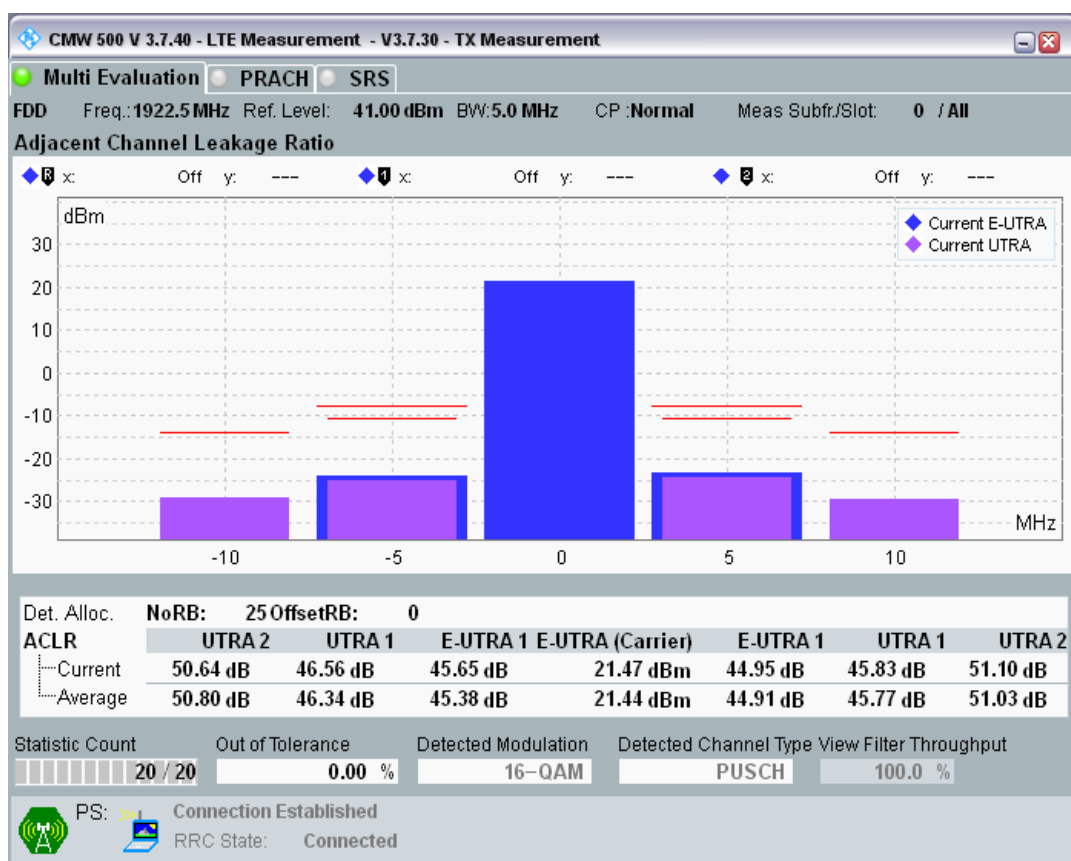 CMW 500 V 3.7.40 - LTE Measurement - V3.7.30 - TX Measurement
Multi Evaluation PRACH SRS
FDD Freq.: 1922.5 MHz Ref. Level: 41.00 dBm BW: 5.0 MHz CP : Normal Meas Subfr./Slot: 0 / All
Adjacent Channel Leakage Ratio
R x: Off y: --- 1 x: Off y: --- 2 x: Off y: ---
dBm
Current E-UTRA
Current UTRA
30
20
10
0
-10
-20
-30
MHz
-10 -5 0 5 10
Det. Alloc. NoRB: 25 OffsetRB: 0
ACLR UTRA 2 UTRA 1 E-UTRA 1 E-UTRA (Carrier) E-UTRA 1 UTRA 1 UTRA 2
Current 50.64 dB 46.56 dB 45.65 dB 21.47 dBm 44.95 dB 45.83 dB 51.10 dB
Average 50.80 dB 46.34 dB 45.38 dB 21.44 dBm 44.91 dB 45.77 dB 51.03 dB
Statistic Count Out of Tolerance Detected Modulation Detected Channel Type View Filter Throughput
20 / 20 0.00 % 16-QAM PUSCH 100.0 %
PS: Connection Established
RRC State: Connected